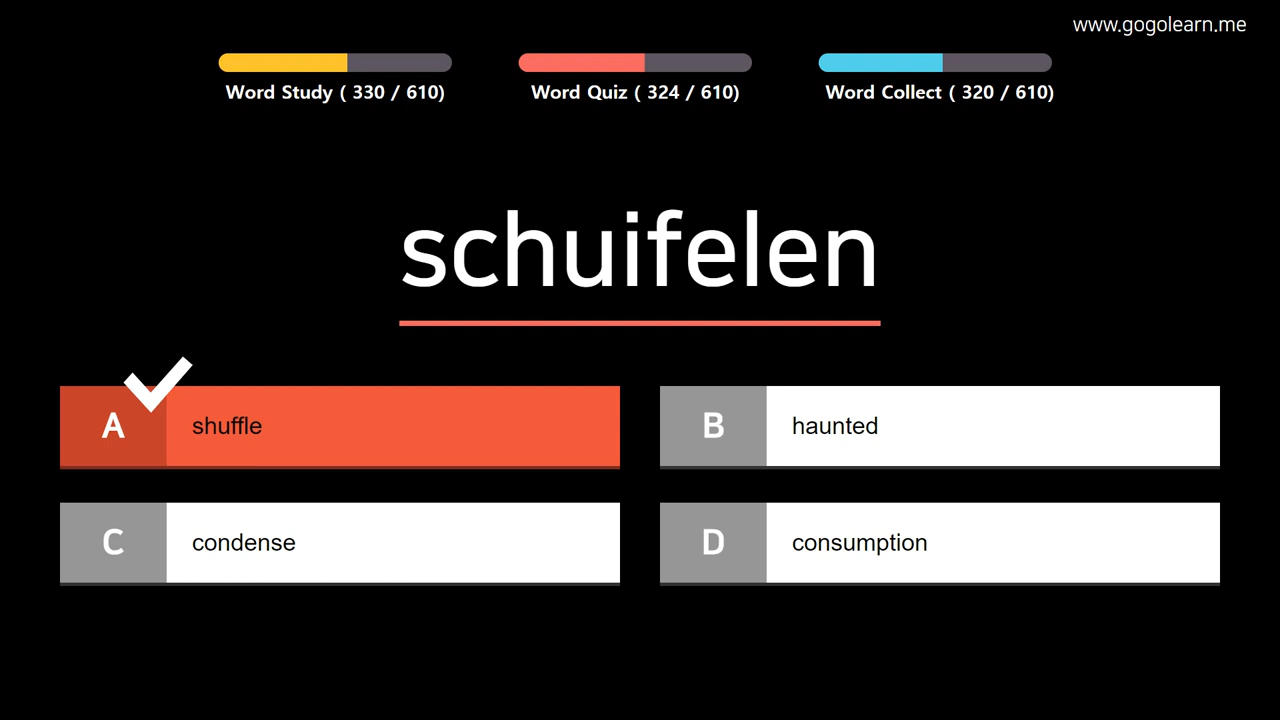 www.gogolearn.me
Word Study ( 330 / 610)
Word Quiz ( 324 / 610)
Word Collect ( 320 / 610)
schuifelen
A shuffle
B haunted
C condense
D consumption